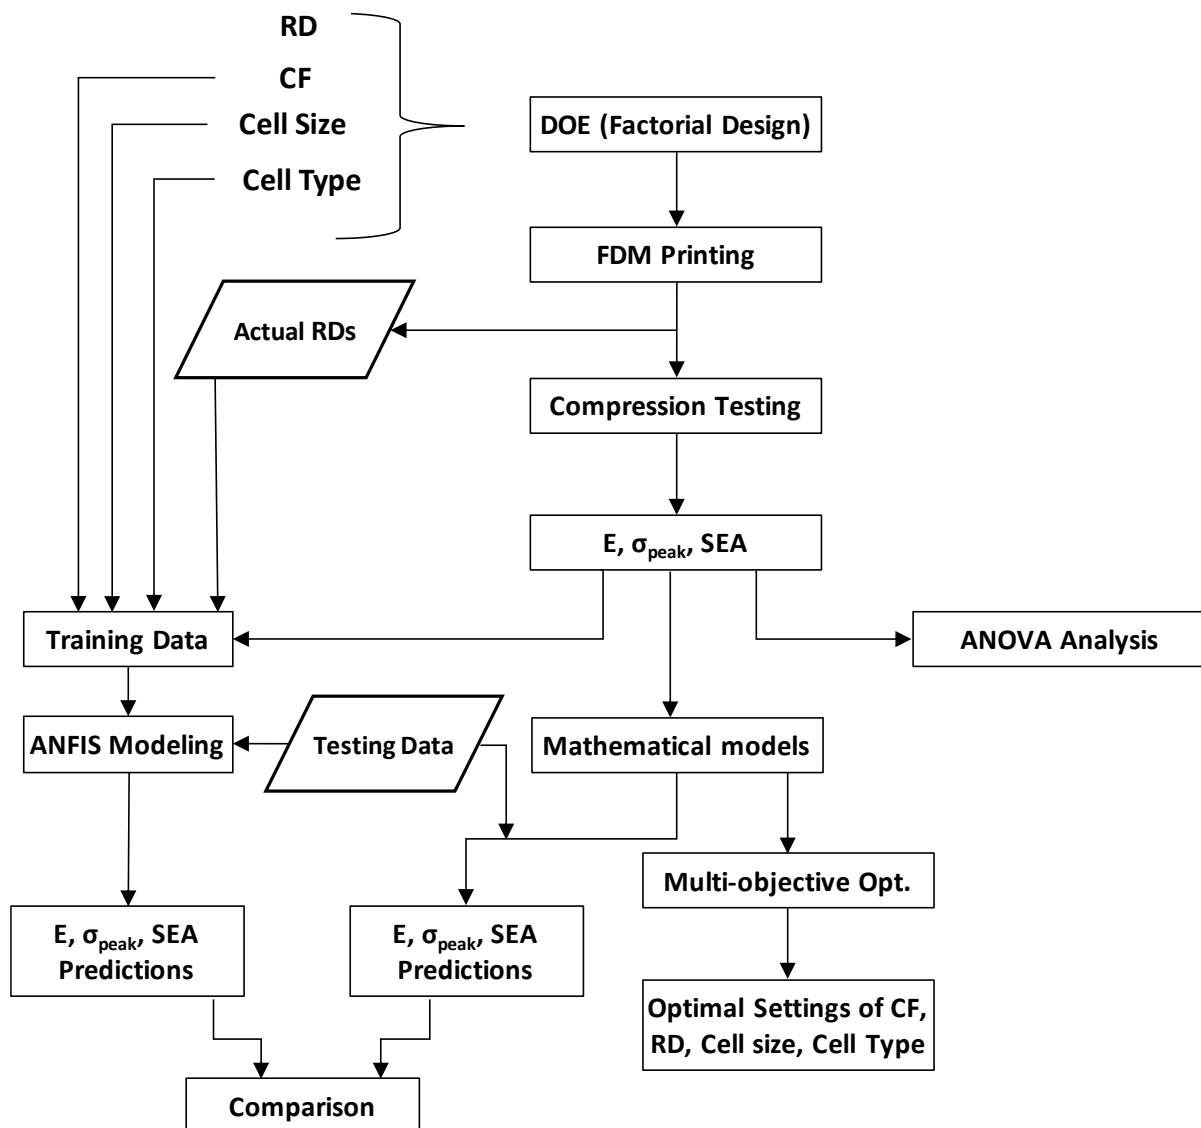 RD
CF
Cell Size
Cell Type
DOE (Factorial Design)
FDM Printing
Actual RDs
Compression Testing
E, σpeak, SEA
Training Data
ANOVA Analysis
ANFIS Modeling
Testing Data
Mathematical models
Multi-objective Opt.
E, σpeak, SEA
Predictions
E, σpeak, SEA
Predictions
Optimal Settings of CF,
RD, Cell size, Cell Type
Comparison